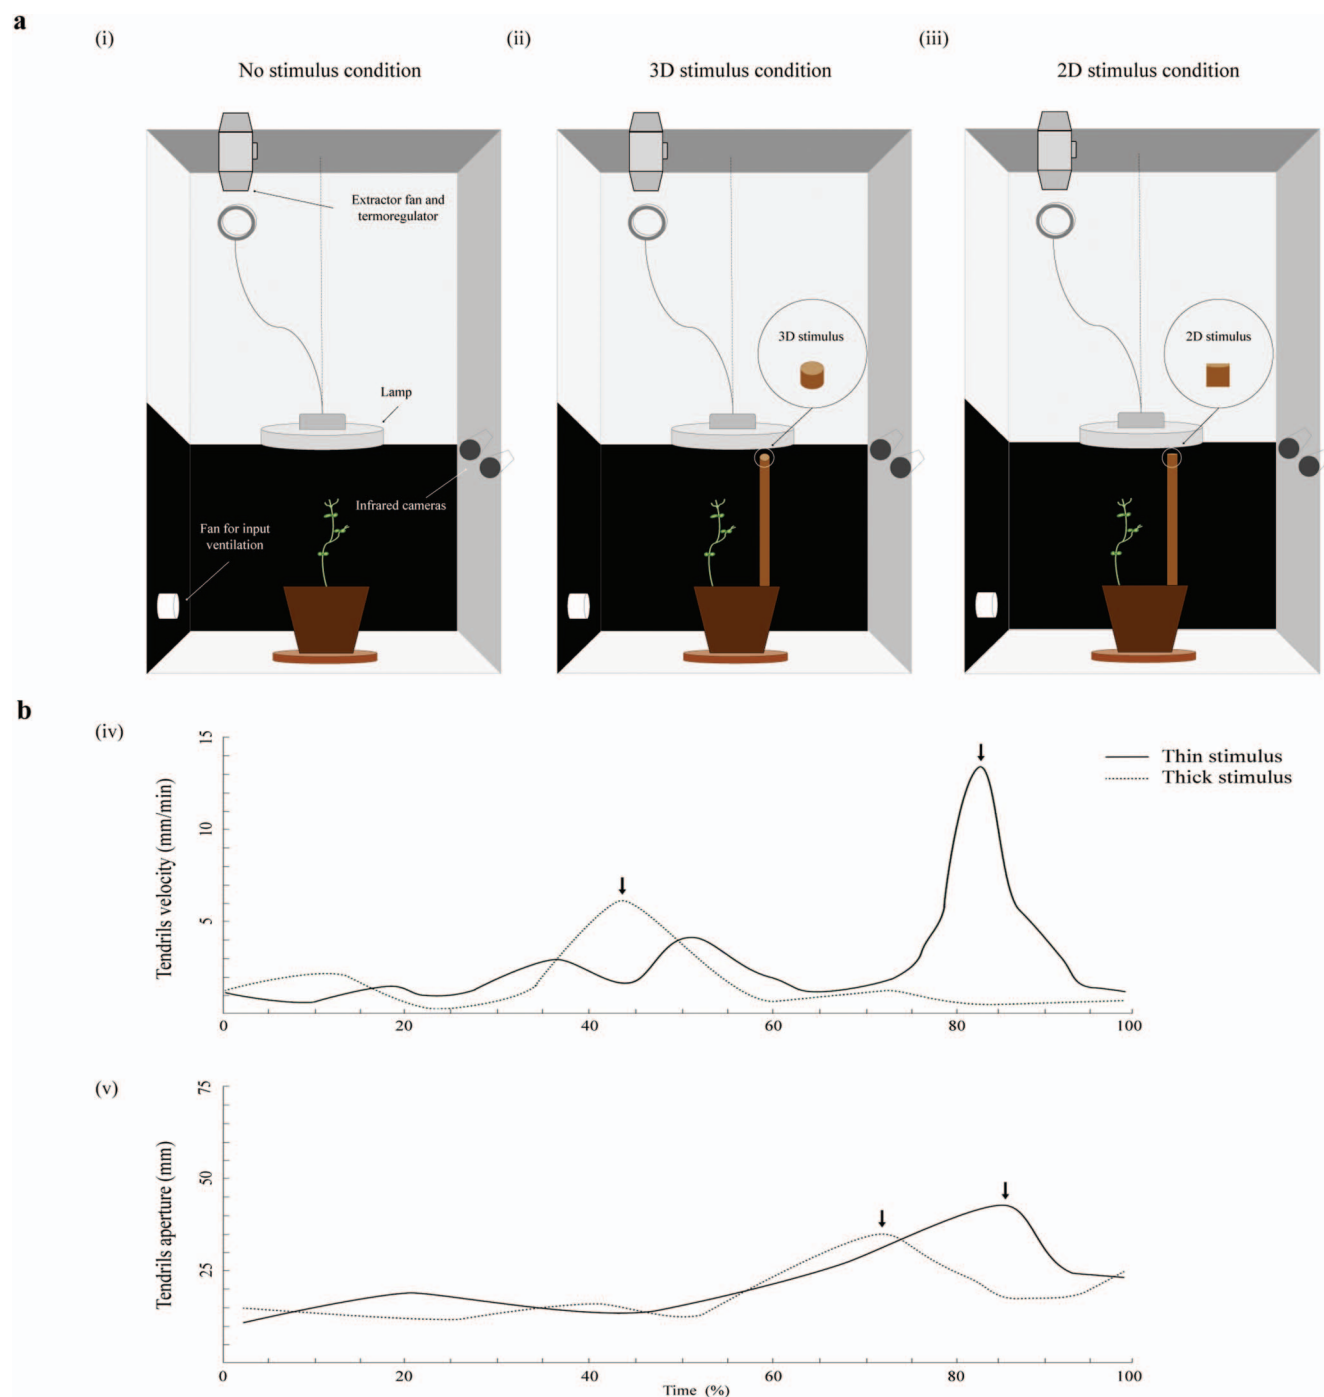 a
(i)
(ii)
(iii)
No stimulus condition
3D stimulus condition
2D stimulus condition
Extractor fan and
termoregulator
3D stimulus
2D stimulus
Lamp
Infrared cameras
Fan for input
ventilation
b
(iv)
Tendrils velocity (mm/min)
15
10
5
0
20
40
60
80
100
Thin stimulus
Thick stimulus
(v)
Tendrils aperture (mm)
75
50
25
0
20
40
60
80
100
Time (%)